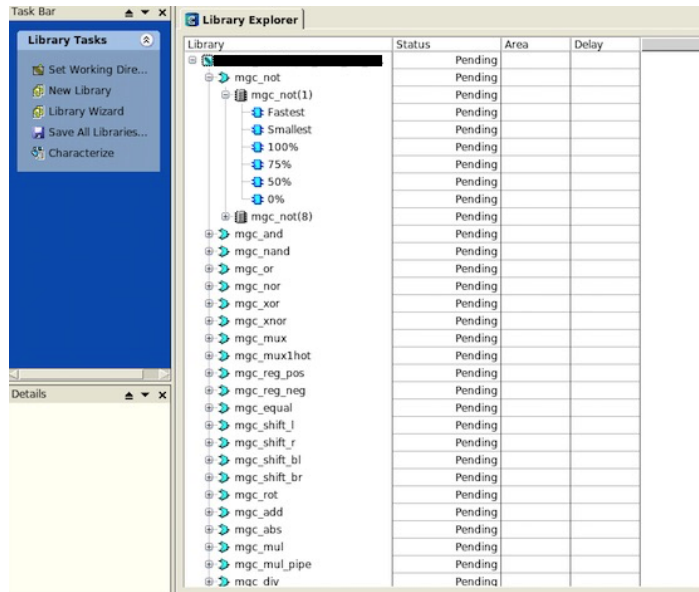 Task Bar
Library Tasks
Set Working Dire...
New Library
Library Wizard
Save All Libraries...
Characterize
Details
Library Explorer
Library Status Area Delay
Pending
mgc_not Pending
mgc_not(1) Pending
Fastest Pending
Smallest Pending
100% Pending
75% Pending
50% Pending
0% Pending
mgc_not(8) Pending
mgc_and Pending
mgc_nand Pending
mgc_or Pending
mgc_nor Pending
mgc_xor Pending
mgc_xnor Pending
mgc_mux Pending
mgc_mux1hot Pending
mgc_reg_pos Pending
mgc_reg_neg Pending
mgc_equal Pending
mgc_shift_l Pending
mgc_shift_r Pending
mgc_shift_bl Pending
mgc_shift_br Pending
mgc_rot Pending
mgc_add Pending
mgc_abs Pending
mgc_mul Pending
mgc_mul_pipe Pending
mgc_div Pending